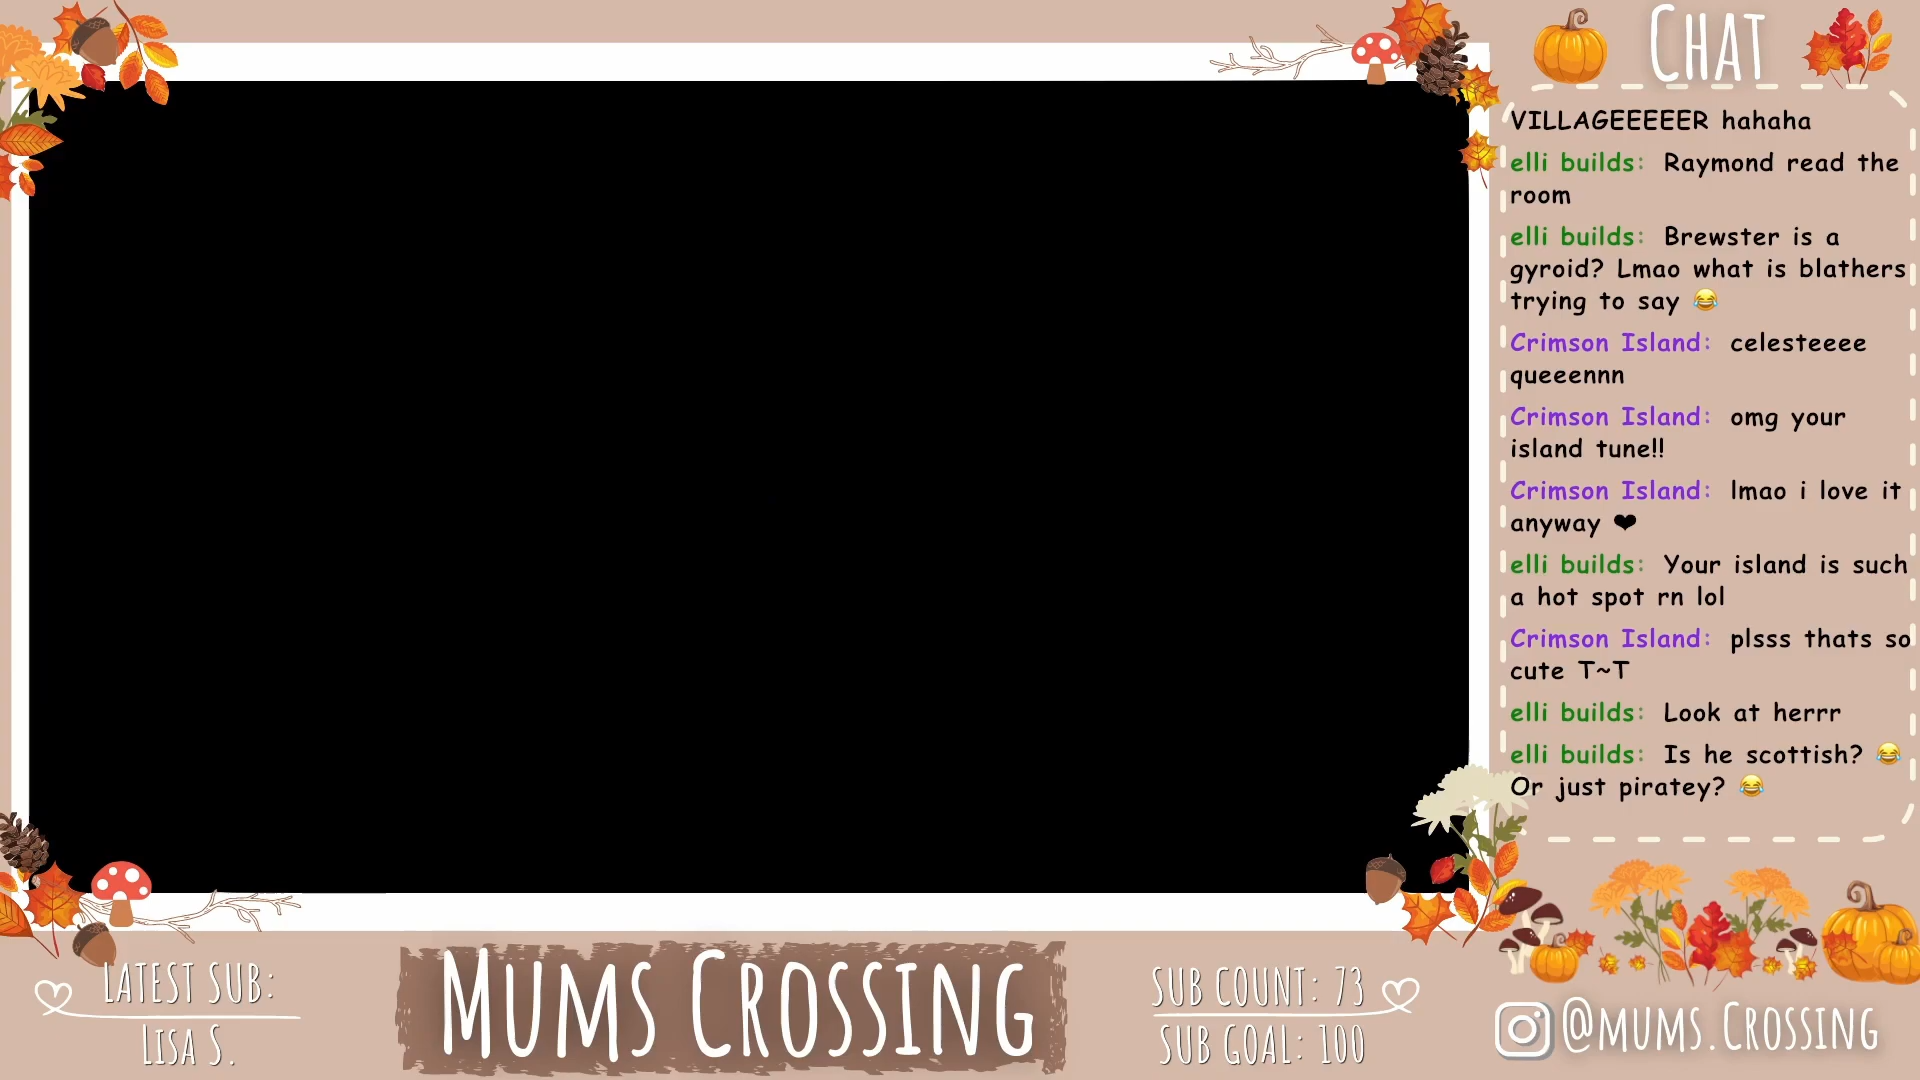 CHAT
VILLAGEEEEER hahaha
elli builds: Raymond read the
room
elli builds: Brewster is a
gyroid? Lmao what is blathers
trying to say 😂
Crimson Island: celesteeee
queeennn
Crimson Island: omg your
island tune!!
Crimson Island: lmao i love it
anyway ❤
elli builds: Your island is such
a hot spot rn lol
Crimson Island: plsss thats so
cute T~T
elli builds: Look at herrr
elli builds: Is he scottish? 😂
Or just piratey? 😂
LATEST SUB:
LISA S.
MUMS CROSSING
SUB COUNT: 73
SUB GOAL: 100
@MUMS.CROSSING